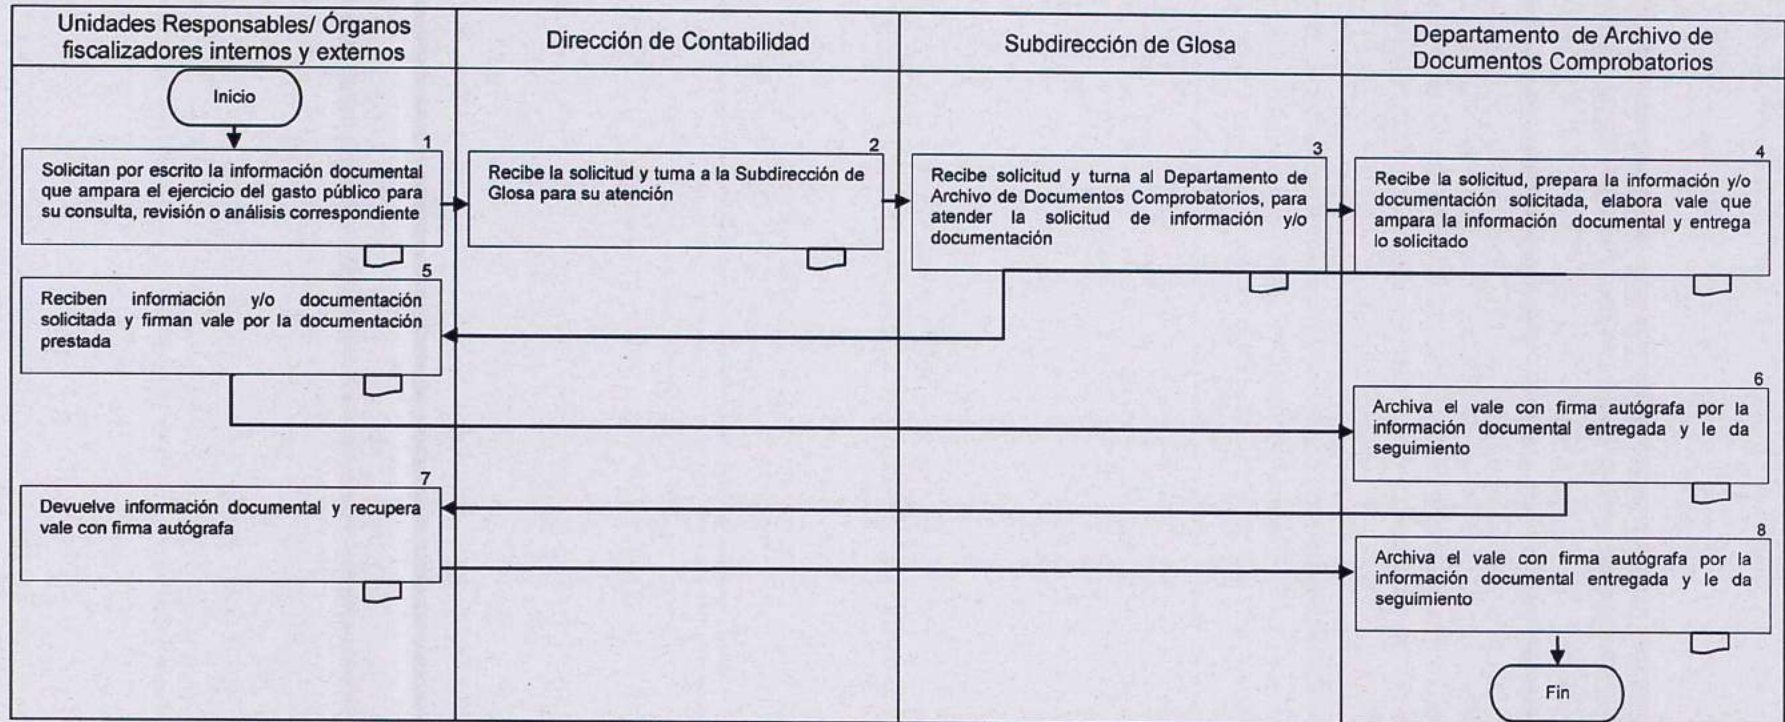 Unidades Responsables/ Órganos
fiscalizadores internos y externos
Dirección de Contabilidad
Subdirección de Glosa
Departamento de Archivo de
Documentos Comprobatorios
Inicio
1
Solicitan por escrito la información documental
que ampara el ejercicio del gasto público para
su consulta, revisión o análisis correspondiente
2
Recibe la solicitud y turna a la Subdirección de
Glosa para su atención
3
Recibe solicitud y turna al Departamento de
Archivo de Documentos Comprobatorios, para
atender la solicitud de información y/o
documentación
4
Recibe la solicitud, prepara la información y/o
documentación solicitada, elabora vale que
ampara la información documental y entrega
lo solicitado
5
Reciben informiación y/o documentación
solicitada y firman vale por la documentación
prestada
6
Archiva el vale con firma autógrafa por la
información documental entregada y le da
seguimiento
7
Devuelve información documental y recupera
vale con firma autógrafa
8
Archiva el vale con firma autógrafa por la
información documental entregada y le da
seguimiento
Fin